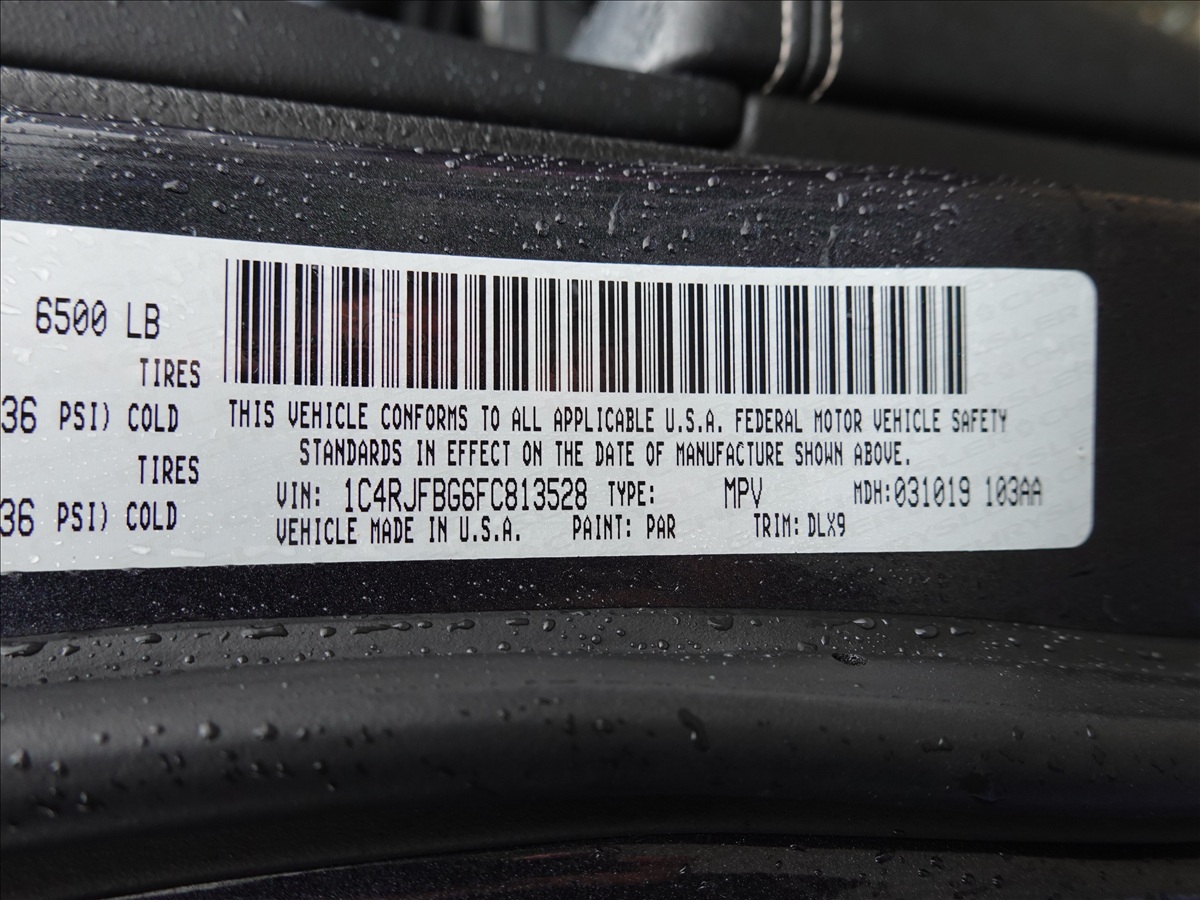 6500 LB
TIRES
36 PSI) COLD
THIS VEHICLE CONFORMS TO ALL APPLICABLE U.S.A. FEDERAL MOTOR VEHICLE SAFETY
STANDARDS IN EFFECT ON THE DATE OF MANUFACTURE SHOWN ABOVE.
TIRES
VIN: 1C4RJFBG6FC813528 TYPE: MPV MDH:031019 103AA
36 PSI) COLD
VEHICLE MADE IN U.S.A. PAINT: PAR TRIM: DLX9